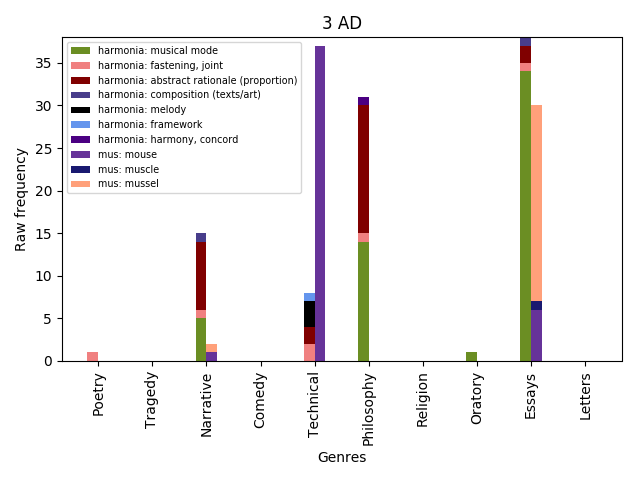 3 AD
harmonia: musical mode
harmonia: fastening, joint
harmonia: abstract rationale (proportion)
harmonia: composition (texts/art)
harmonia: melody
harmonia: framework
harmonia: harmony, concord
mus: mouse
mus: muscle
mus: mussel
Raw frequency
35
30
25
20
15
10
5
0
Poetry
Tragedy
Narrative
Comedy
Technical
Philosophy
Religion
Oratory
Essays
Letters
Genres